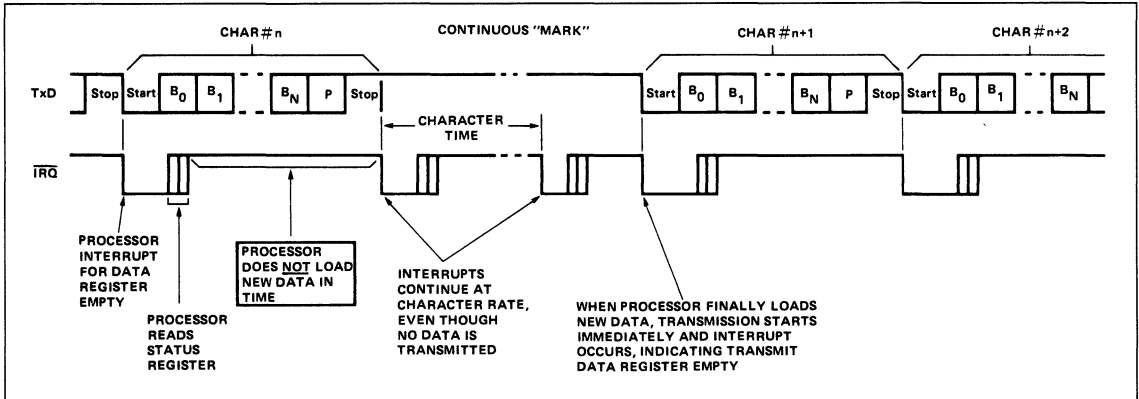 CHAR#n
CONTINUOUS "MARK"
CHAR#n+1
CHAR#n+2
TxD
Stop Start B0 B1 BN P Stop Start B0 B1 BN P Stop Start B0 B1 BN
CHARACTER
TIME
IRQ
PROCESSOR
INTERRUPT
FOR DATA
REGISTER
EMPTY
PROCESSOR
READS
STATUS
REGISTER
PROCESSOR
DOES NOT LOAD
NEW DATA IN
TIME
INTERRUPTS
CONTINUE AT
CHARACTER RATE,
EVEN THOUGH
NO DATA IS
TRANSMITTED
WHEN PROCESSOR FINALLY LOADS
NEW DATA, TRANSMISSION STARTS
IMMEDIATELY AND INTERRUPT
OCCURS, INDICATING TRANSMIT
DATA REGISTER EMPTY